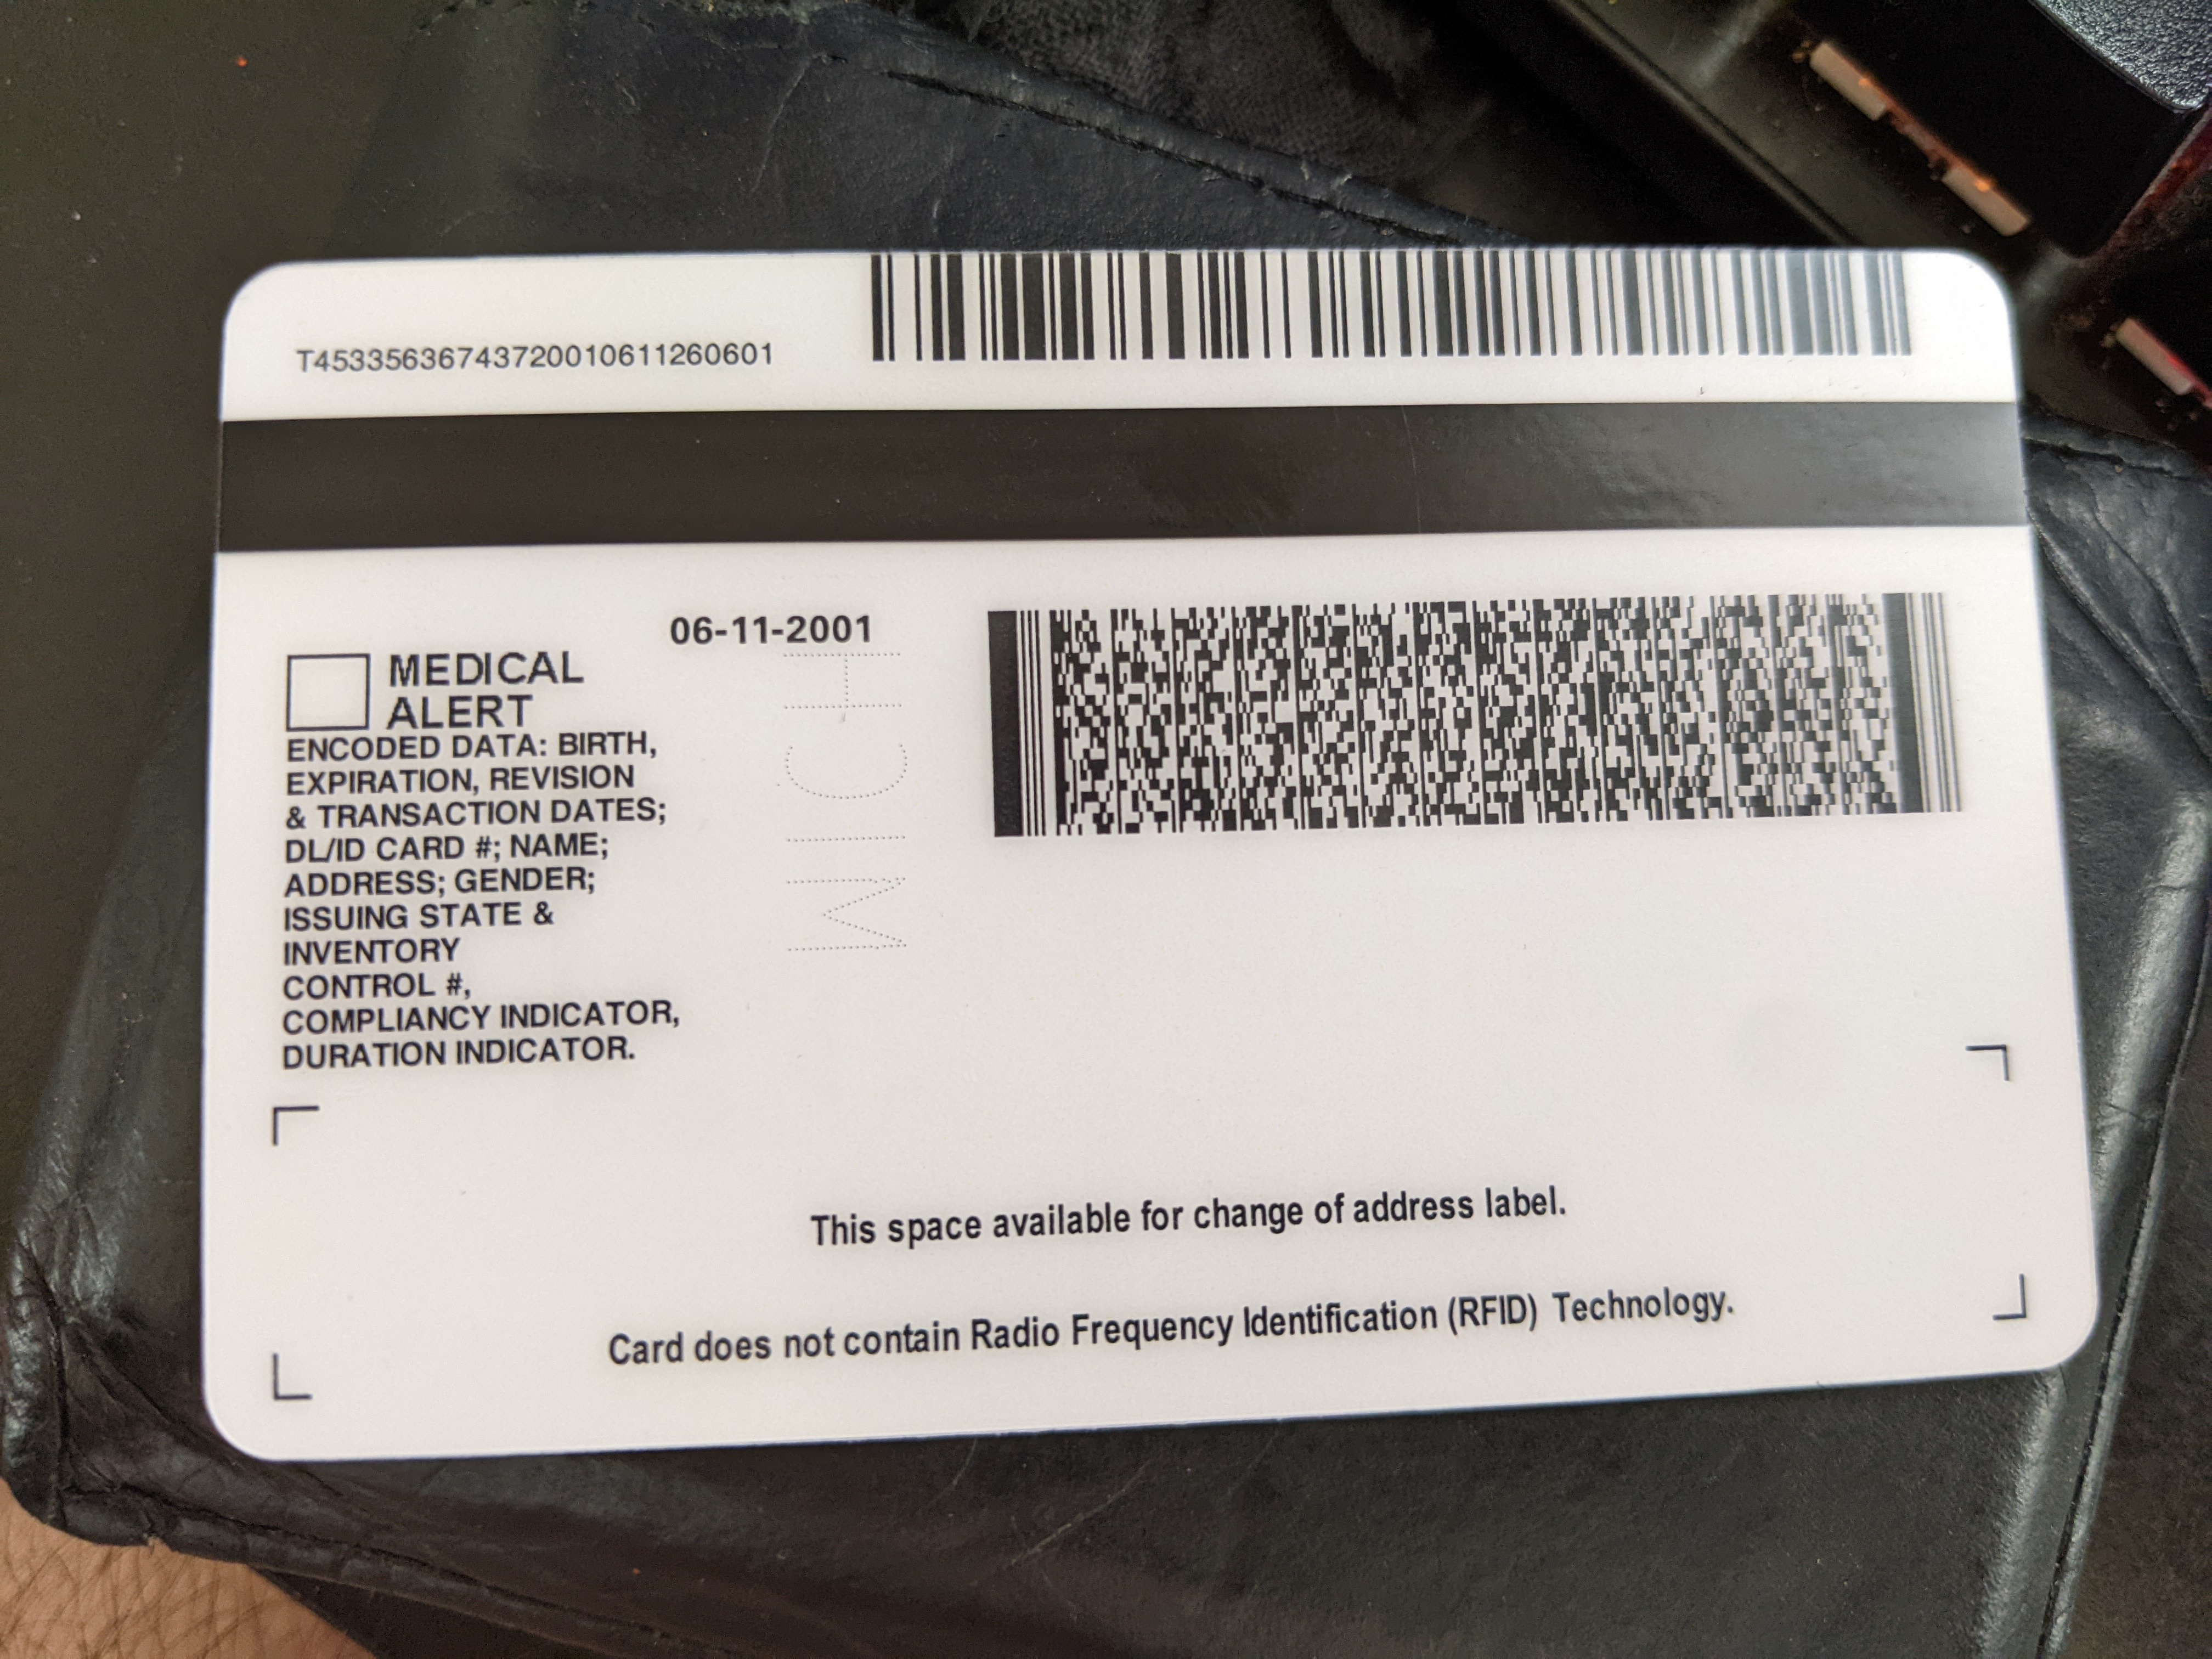 T453356367437200106112​60601
06-11-2001
MEDICAL
ALERT
ENCODED DATA: BIRTH,
EXPIRATION, REVISION
& TRANSACTION DATES;
DL/ID CARD #; NAME;
ADDRESS; GENDER;
ISSUING STATE &
INVENTORY
CONTROL #,
COMPLIANCY INDICATOR,
DURATION INDICATOR.
MICH
This space available for change of address label.
Card does not contain Radio Frequency Identification (RFID) Technology.